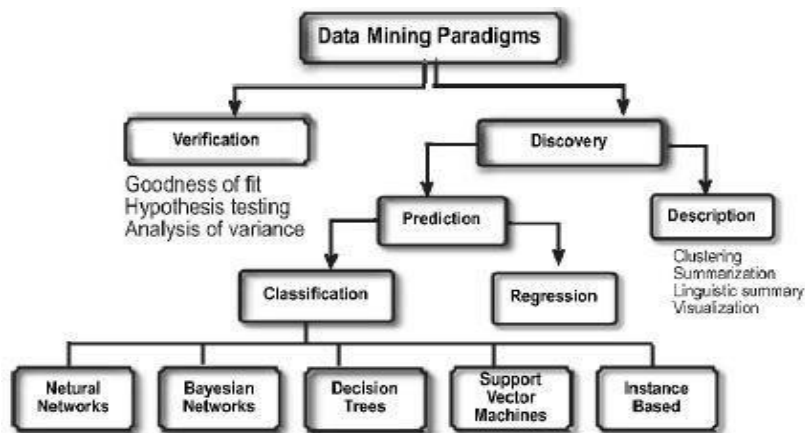 Data Mining Paradigms
Verification
Discovery
Goodness of fit
Hypothesis testing
Analysis of variance
Prediction
Description
Clustering
Summarization
Linguistic summary
Visualization
Classification
Regression
Netural
Networks
Bayesian
Networks
Decision
Trees
Support
Vector
Machines
Instance
Based